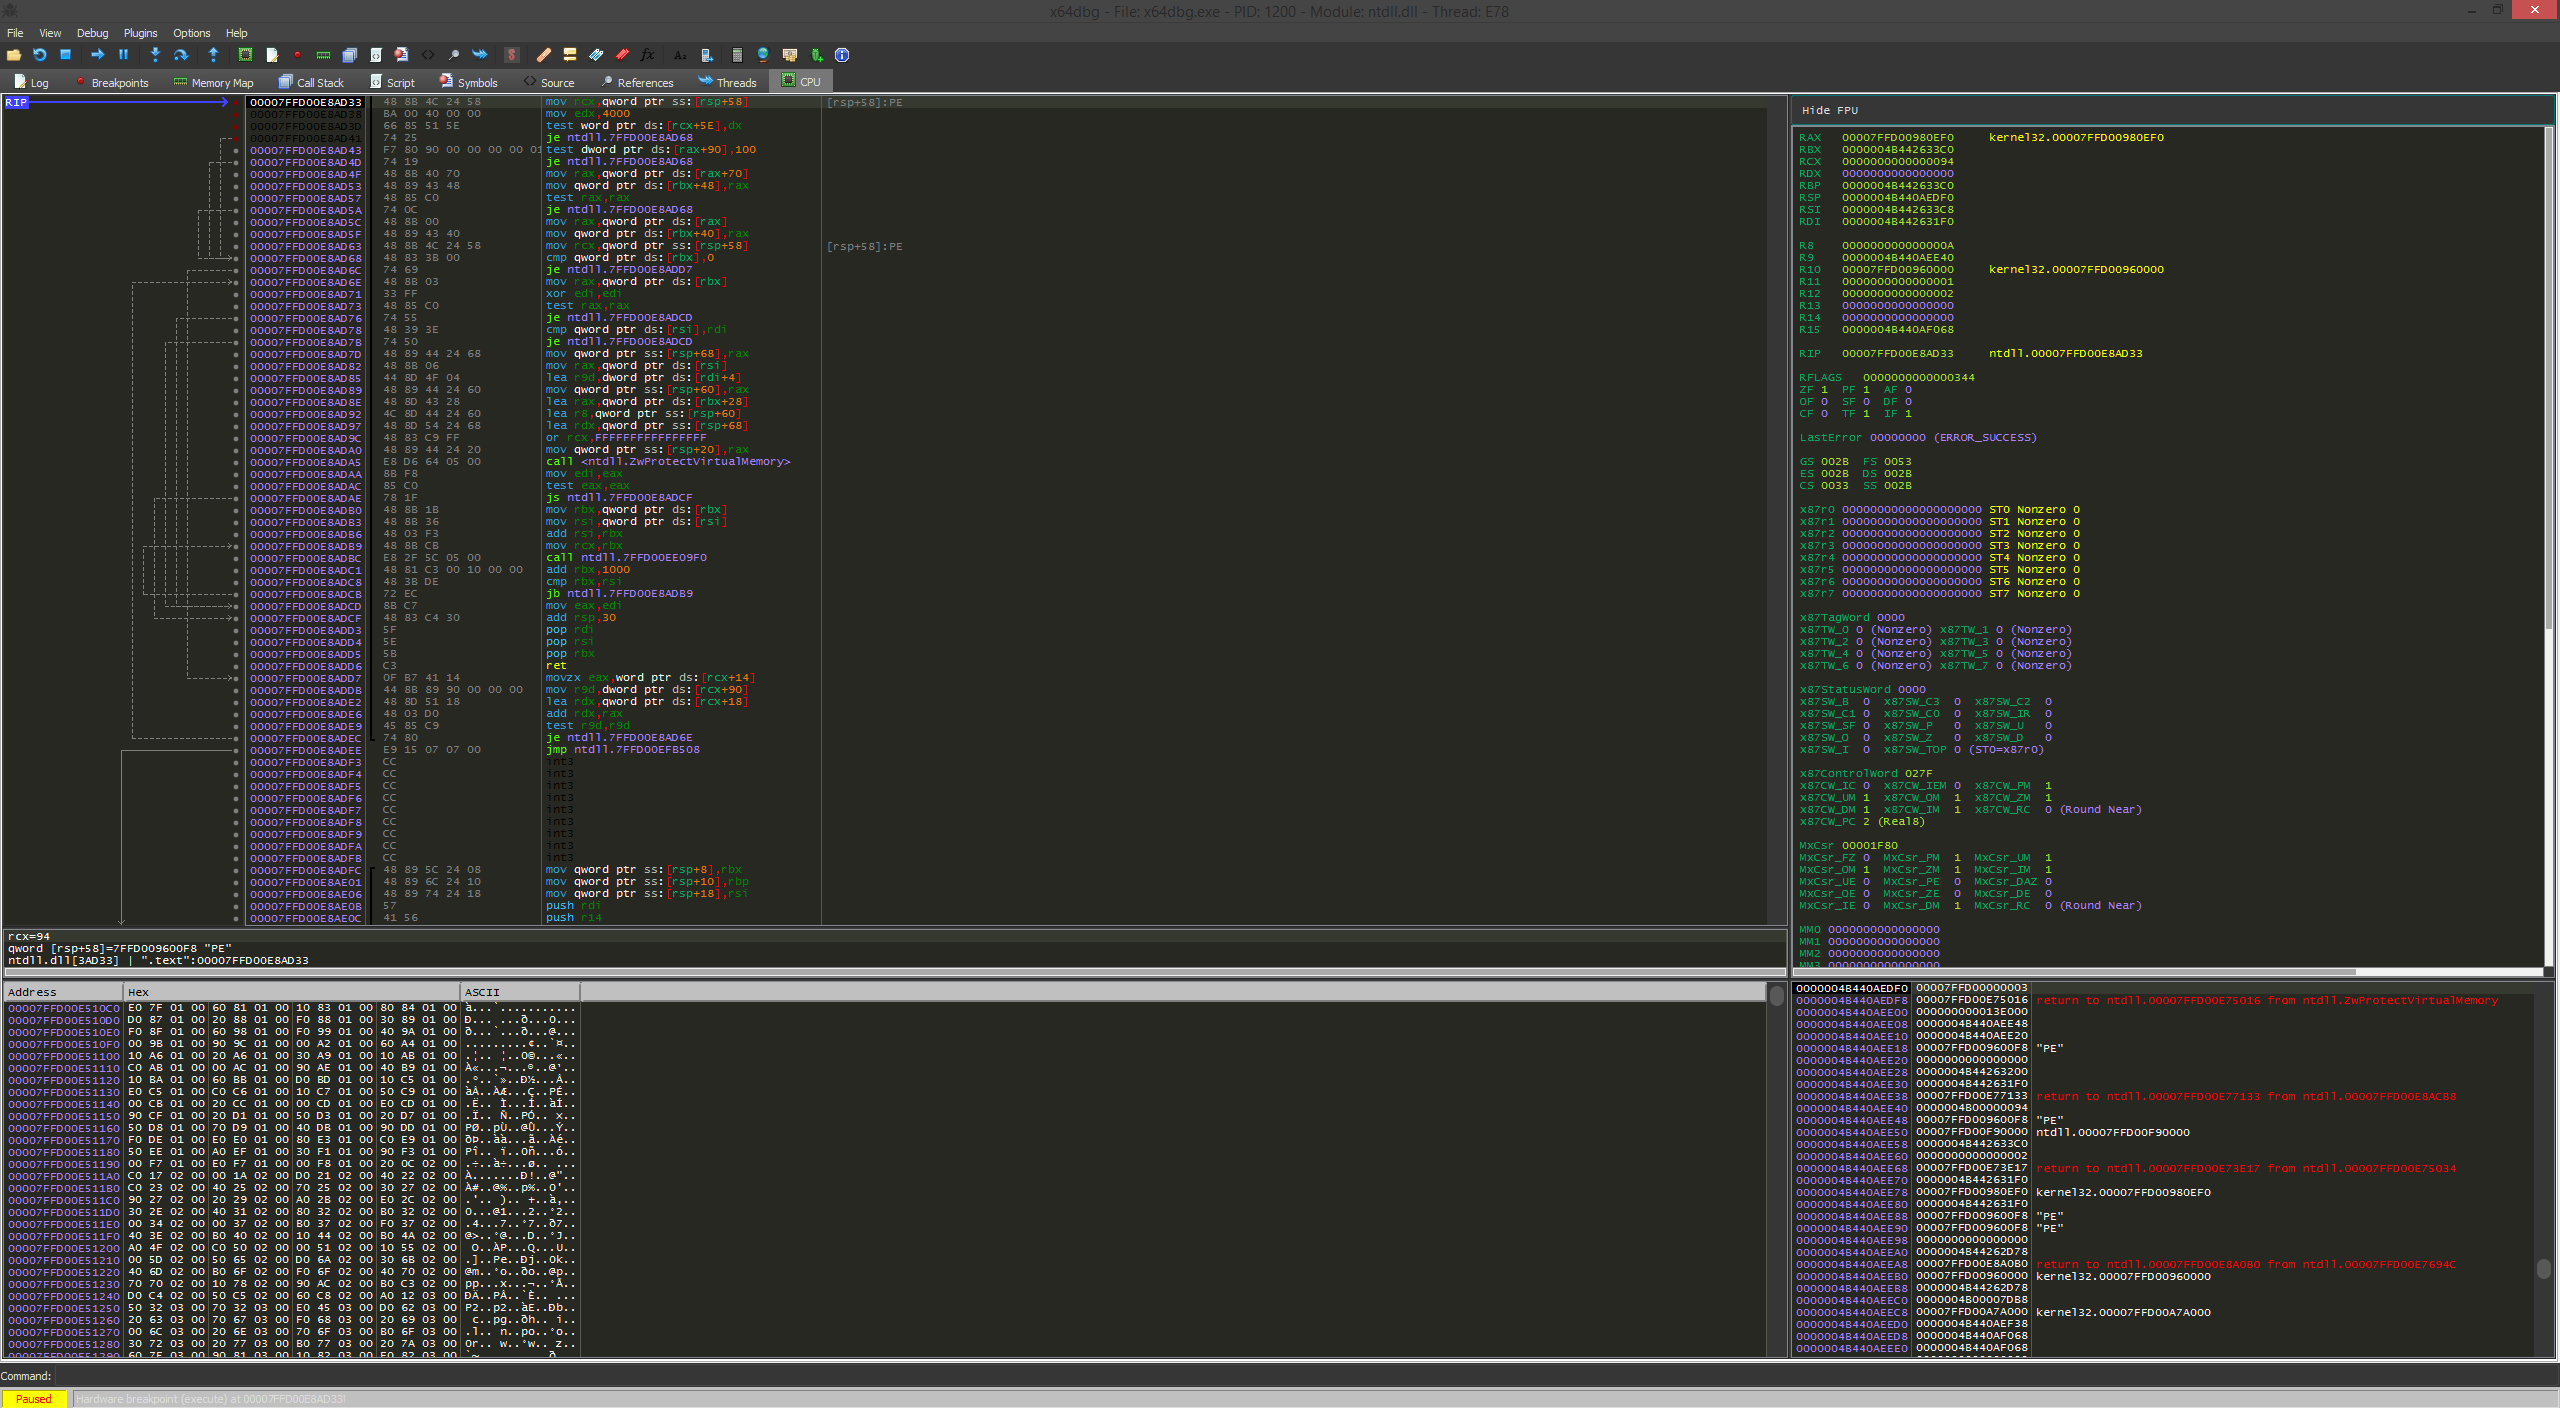 x64dbg - File: x64dbg.exe - PID: 1200 - Module: ntdll.dll - Thread: E78
File View Debug Plugins Options Help
Log Breakpoints Memory Map Call Stack Script Symbols Source References Threads CPU
RIP
00007FFD00E8AD33 48 8B 4C 24 58 mov rcx,qword ptr ss:[rsp+58] [rsp+58]:PE
00007FFD00E8AD38 BA 00 40 00 00 mov edx,4000
00007FFD00E8AD3D 66 85 51 5E test word ptr ds:[rcx+5E],dx
00007FFD00E8AD41 74 25 je ntdll.7FFD00E8AD68
00007FFD00E8AD43 F7 80 90 00 00 00 00 01 test dword ptr ds:[rax+90],100
00007FFD00E8AD4D 74 19 je ntdll.7FFD00E8AD68
00007FFD00E8AD4F 48 8B 40 70 mov rax,qword ptr ds:[rax+70]
00007FFD00E8AD53 48 89 43 48 mov qword ptr ds:[rbx+48],rax
00007FFD00E8AD57 48 85 C0 test rax,rax
00007FFD00E8AD5A 74 0C je ntdll.7FFD00E8AD68
00007FFD00E8AD5C 48 8B 00 mov rax,qword ptr ds:[rax]
00007FFD00E8AD5F 48 89 43 40 mov qword ptr ds:[rbx+40],rax
00007FFD00E8AD63 48 8B 4C 24 58 mov rcx,qword ptr ss:[rsp+58] [rsp+58]:PE
00007FFD00E8AD68 48 83 3B 00 cmp qword ptr ds:[rbx],0
00007FFD00E8AD6C 74 69 je ntdll.7FFD00E8ADD7
00007FFD00E8AD6E 48 8B 03 mov rax,qword ptr ds:[rbx]
00007FFD00E8AD71 33 FF xor edi,edi
00007FFD00E8AD73 48 85 C0 test rax,rax
00007FFD00E8AD76 74 55 je ntdll.7FFD00E8ADCD
00007FFD00E8AD78 48 39 3E cmp qword ptr ds:[rsi],rdi
00007FFD00E8AD7B 74 50 je ntdll.7FFD00E8ADCD
00007FFD00E8AD7D 48 89 44 24 68 mov qword ptr ss:[rsp+68],rax
00007FFD00E8AD82 48 8B 06 mov rax,qword ptr ds:[rsi]
00007FFD00E8AD85 44 8D 4F 04 lea r9d,dword ptr ds:[rdi+4]
00007FFD00E8AD89 48 89 44 24 60 mov qword ptr ss:[rsp+60],rax
00007FFD00E8AD8E 48 8D 43 28 lea rax,qword ptr ds:[rbx+28]
00007FFD00E8AD92 4C 8D 44 24 60 lea r8,qword ptr ss:[rsp+60]
00007FFD00E8AD97 48 8D 54 24 68 lea rdx,qword ptr ss:[rsp+68]
00007FFD00E8AD9C 48 83 C9 FF or rcx,FFFFFFFFFFFFFFFF
00007FFD00E8ADA0 48 89 44 24 20 mov qword ptr ss:[rsp+20],rax
00007FFD00E8ADA5 E8 D6 64 05 00 call <ntdll.ZwProtectVirtualMemory>
00007FFD00E8ADAA 8B F8 mov edi,eax
00007FFD00E8ADAC 85 C0 test eax,eax
00007FFD00E8ADAE 78 1F js ntdll.7FFD00E8ADCF
00007FFD00E8ADB0 48 8B 1B mov rbx,qword ptr ds:[rbx]
00007FFD00E8ADB3 48 8B 36 mov rsi,qword ptr ds:[rsi]
00007FFD00E8ADB6 48 03 F3 add rsi,rbx
00007FFD00E8ADB9 48 8B CB mov rcx,rbx
00007FFD00E8ADBC E8 2F 5C 05 00 call ntdll.7FFD00EE09F0
00007FFD00E8ADC1 48 81 C3 00 10 00 00 add rbx,1000
00007FFD00E8ADC8 48 3B DE cmp rbx,rsi
00007FFD00E8ADCB 72 EC jb ntdll.7FFD00E8ADB9
00007FFD00E8ADCD 8B C7 mov eax,edi
00007FFD00E8ADCF 48 83 C4 30 add rsp,30
00007FFD00E8ADD3 5F pop rdi
00007FFD00E8ADD4 5E pop rsi
00007FFD00E8ADD5 5B pop rbx
00007FFD00E8ADD6 C3 ret
00007FFD00E8ADD7 0F B7 41 14 movzx eax,word ptr ds:[rcx+14]
00007FFD00E8ADDB 44 8B 89 90 00 00 00 mov r9d,dword ptr ds:[rcx+90]
00007FFD00E8ADE2 48 8D 51 18 lea rdx,qword ptr ds:[rcx+18]
00007FFD00E8ADE6 48 03 D0 add rdx,rax
00007FFD00E8ADE9 45 85 C9 test r9d,r9d
00007FFD00E8ADEC 74 80 je ntdll.7FFD00E8AD6E
00007FFD00E8ADEE E9 15 07 07 00 jmp ntdll.7FFD00EFB508
00007FFD00E8ADF3 CC int3
00007FFD00E8ADF4 CC int3
00007FFD00E8ADF5 CC int3
00007FFD00E8ADF6 CC int3
00007FFD00E8ADF7 CC int3
00007FFD00E8ADF8 CC int3
00007FFD00E8ADF9 CC int3
00007FFD00E8ADFA CC int3
00007FFD00E8ADFB CC int3
00007FFD00E8ADFC 48 89 5C 24 08 mov qword ptr ss:[rsp+8],rbx
00007FFD00E8AE01 48 89 6C 24 10 mov qword ptr ss:[rsp+10],rbp
00007FFD00E8AE06 48 89 74 24 18 mov qword ptr ss:[rsp+18],rsi
00007FFD00E8AE0B 57 push rdi
00007FFD00E8AE0C 41 56 push r14
rcx=94
qword [rsp+58]=7FFD009600F8 "PE"
ntdll.dll[3AD33] | ".text":00007FFD00E8AD33
Hide FPU
RAX 00007FFD00980EF0 kernel32.00007FFD00980EF0
RBX 0000004B442633C0
RCX 0000000000000094
RDX 0000000000000000
RBP 0000004B442633C0
RSP 0000004B440AEDF0
RSI 0000004B442633C8
RDI 0000004B442631F0
R8 000000000000000A
R9 0000004B440AEE40
R10 00007FFD00960000 kernel32.00007FFD00960000
R11 0000000000000001
R12 0000000000000002
R13 0000000000000000
R14 0000000000000000
R15 0000004B440AF068
RIP 00007FFD00E8AD33 ntdll.00007FFD00E8AD33
RFLAGS 0000000000000344
ZF 1 PF 1 AF 0
OF 0 SF 0 DF 0
CF 0 TF 1 IF 1
LastError 00000000 (ERROR_SUCCESS)
GS 002B FS 0053
ES 002B DS 002B
CS 0033 SS 002B
x87r0 00000000000000000000 ST0 Nonzero 0
x87r1 00000000000000000000 ST1 Nonzero 0
x87r2 00000000000000000000 ST2 Nonzero 0
x87r3 00000000000000000000 ST3 Nonzero 0
x87r4 00000000000000000000 ST4 Nonzero 0
x87r5 00000000000000000000 ST5 Nonzero 0
x87r6 00000000000000000000 ST6 Nonzero 0
x87r7 00000000000000000000 ST7 Nonzero 0
x87TagWord 0000
x87TW_0 0 (Nonzero) x87TW_1 0 (Nonzero)
x87TW_2 0 (Nonzero) x87TW_3 0 (Nonzero)
x87TW_4 0 (Nonzero) x87TW_5 0 (Nonzero)
x87TW_6 0 (Nonzero) x87TW_7 0 (Nonzero)
x87StatusWord 0000
x87SW_B 0 x87SW_C3 0 x87SW_C2 0
x87SW_C1 0 x87SW_C0 0 x87SW_IR 0
x87SW_SF 0 x87SW_P 0 x87SW_U 0
x87SW_O 0 x87SW_Z 0 x87SW_D 0
x87SW_I 0 x87SW_TOP 0 (ST0=x87r0)
x87ControlWord 027F
x87CW_IC 0 x87CW_IEM 0 x87CW_PM 1
x87CW_UM 1 x87CW_OM 1 x87CW_ZM 1
x87CW_DM 1 x87CW_IM 1 x87CW_RC 0 (Round Near)
x87CW_PC 2 (Real8)
MxCsr 00001F80
MxCsr_FZ 0 MxCsr_PM 1 MxCsr_UM 1
MxCsr_OM 1 MxCsr_ZM 1 MxCsr_IM 1
MxCsr_UE 0 MxCsr_PE 0 MxCsr_DAZ 0
MxCsr_OE 0 MxCsr_ZE 0 MxCsr_DE 0
MxCsr_IE 0 MxCsr_DM 1 MxCsr_RC 0 (Round Near)
MM0 0000000000000000
MM1 0000000000000000
MM2 0000000000000000
MM3 0000000000000000
Address Hex ASCII
00007FFD00E510C0 E0 7F 01 00 60 81 01 00 10 83 01 00 80 84 01 00
00007FFD00E510D0 D0 87 01 00 20 88 01 00 F0 88 01 00 30 89 01 00
00007FFD00E510E0 F0 8F 01 00 60 98 01 00 F0 99 01 00 40 9A 01 00
00007FFD00E510F0 00 9B 01 00 90 9C 01 00 00 A2 01 00 60 A4 01 00
00007FFD00E51100 10 A6 01 00 20 A6 01 00 30 A9 01 00 10 AB 01 00
00007FFD00E51110 C0 AB 01 00 00 AC 01 00 90 AE 01 00 40 B9 01 00
00007FFD00E51120 10 BA 01 00 60 BB 01 00 D0 BD 01 00 10 C5 01 00
00007FFD00E51130 E0 C5 01 00 C0 C6 01 00 10 C7 01 00 50 C9 01 00
00007FFD00E51140 00 CB 01 00 20 CC 01 00 00 CD 01 00 E0 CD 01 00
00007FFD00E51150 90 CF 01 00 20 D1 01 00 50 D3 01 00 20 D7 01 00
00007FFD00E51160 50 D8 01 00 70 D9 01 00 40 DB 01 00 90 DD 01 00
00007FFD00E51170 F0 DE 01 00 E0 E0 01 00 80 E3 01 00 C0 E9 01 00
00007FFD00E51180 50 EE 01 00 A0 EF 01 00 30 F1 01 00 90 F3 01 00
00007FFD00E51190 00 F7 01 00 E0 F7 01 00 00 F8 01 00 20 0C 02 00
00007FFD00E511A0 C0 17 02 00 00 1A 02 00 D0 21 02 00 40 22 02 00
00007FFD00E511B0 C0 23 02 00 40 25 02 00 70 25 02 00 30 27 02 00
00007FFD00E511C0 90 27 02 00 20 29 02 00 A0 2B 02 00 E0 2C 02 00
00007FFD00E511D0 30 2E 02 00 40 31 02 00 80 32 02 00 B0 32 02 00
00007FFD00E511E0 00 34 02 00 00 37 02 00 B0 37 02 00 F0 37 02 00
00007FFD00E511F0 40 3E 02 00 B0 40 02 00 10 44 02 00 B0 4A 02 00
00007FFD00E51200 A0 4F 02 00 C0 50 02 00 00 51 02 00 10 55 02 00
00007FFD00E51210 00 5D 02 00 50 65 02 00 D0 6A 02 00 30 6B 02 00
00007FFD00E51220 40 6D 02 00 B0 6F 02 00 F0 6F 02 00 40 70 02 00
00007FFD00E51230 70 70 02 00 10 78 02 00 90 AC 02 00 B0 C3 02 00
00007FFD00E51240 D0 C4 02 00 50 C5 02 00 60 C8 02 00 A0 12 03 00
00007FFD00E51250 50 32 03 00 70 32 03 00 E0 45 03 00 D0 62 03 00
00007FFD00E51260 20 63 03 00 70 67 03 00 F0 68 03 00 20 69 03 00
00007FFD00E51270 00 6C 03 00 20 6E 03 00 70 6F 03 00 B0 6F 03 00
00007FFD00E51280 30 72 03 00 20 77 03 00 B0 77 03 00 20 7A 03 00
0000004B440AEDF0 00007FFD00000003
0000004B440AEDF8 00007FFD00E75016 return to ntdll.00007FFD00E75016 from ntdll.ZwProtectVirtualMemory
0000004B440AEE00 000000000013E000
0000004B440AEE08 0000004B440AEE48
0000004B440AEE10 0000004B440AEE20
0000004B440AEE18 00007FFD009600F8 "PE"
0000004B440AEE20 0000000000000000
0000004B440AEE28 0000004B44263200
0000004B440AEE30 0000004B442631F0
0000004B440AEE38 00007FFD00E77133 return to ntdll.00007FFD00E77133 from ntdll.00007FFD00E8ACB8
0000004B440AEE40 0000004B00000094
0000004B440AEE48 00007FFD009600F8 "PE"
0000004B440AEE50 00007FFD00F90000 ntdll.00007FFD00F90000
0000004B440AEE58 0000004B442633C0
0000004B440AEE60 0000000000000002
0000004B440AEE68 00007FFD00E73E17 return to ntdll.00007FFD00E73E17 from ntdll.00007FFD00E75034
0000004B440AEE70 0000004B442631F0
0000004B440AEE78 00007FFD00980EF0 kernel32.00007FFD00980EF0
0000004B440AEE80 0000004B442631F0
0000004B440AEE88 00007FFD009600F8 "PE"
0000004B440AEE90 00007FFD009600F8 "PE"
0000004B440AEE98 0000000000000000
0000004B440AEEA0 0000004B44262D78
0000004B440AEEA8 00007FFD00E8A0B0 return to ntdll.00007FFD00E8A0B0 from ntdll.00007FFD00E7694C
0000004B440AEEB0 00007FFD00960000 kernel32.00007FFD00960000
0000004B440AEEB8 0000004B44262D78
0000004B440AEEC0 0000004B00007DB8
0000004B440AEEC8 00007FFD00A7A000 kernel32.00007FFD00A7A000
0000004B440AEED0 0000004B440AEF38
0000004B440AEED8 0000004B440AF068
0000004B440AEEE0 0000004B440AF068
Command:
Paused Hardware breakpoint (execute) at 00007FFD00E8AD33!